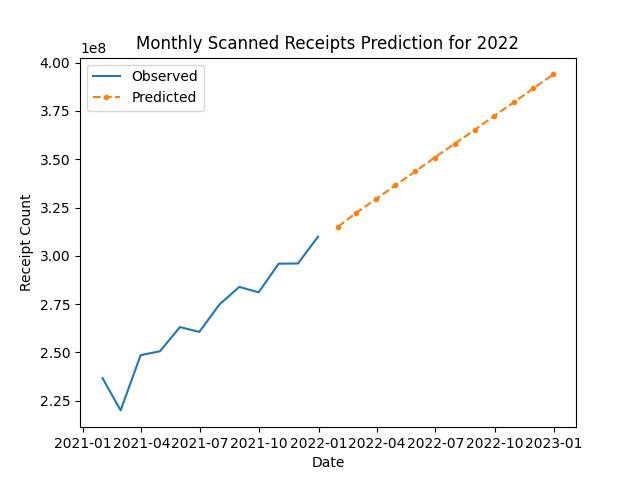 Monthly Scanned Receipts Prediction for 2022
1e8
Observed
Predicted
4.00
3.75
3.50
3.25
3.00
2.75
2.50
2.25
Receipt Count
2021-01 2021-04 2021-07 2021-10 2022-01 2022-04 2022-07 2022-10 2023-01
Date